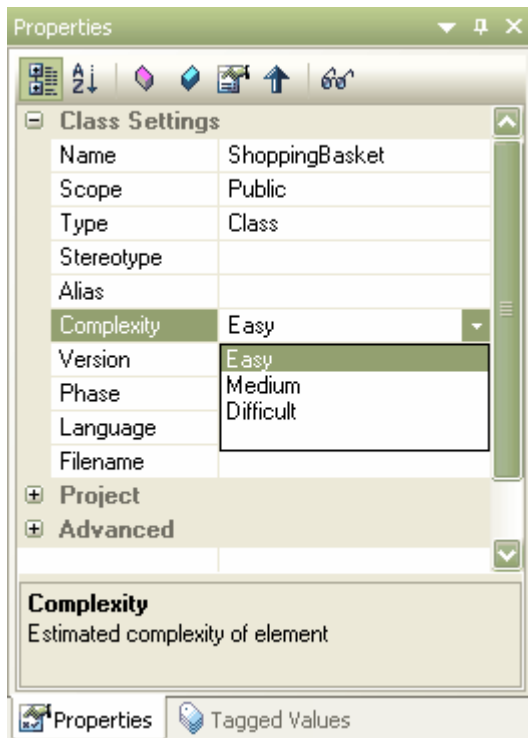 Properties
Class Settings
Name ShoppingBasket
Scope Public
Type Class
Stereotype
Alias
Complexity Easy
Version Easy
Phase Medium
Language Difficult
Filename
Project
Advanced
Complexity
Estimated complexity of element
Properties Tagged Values